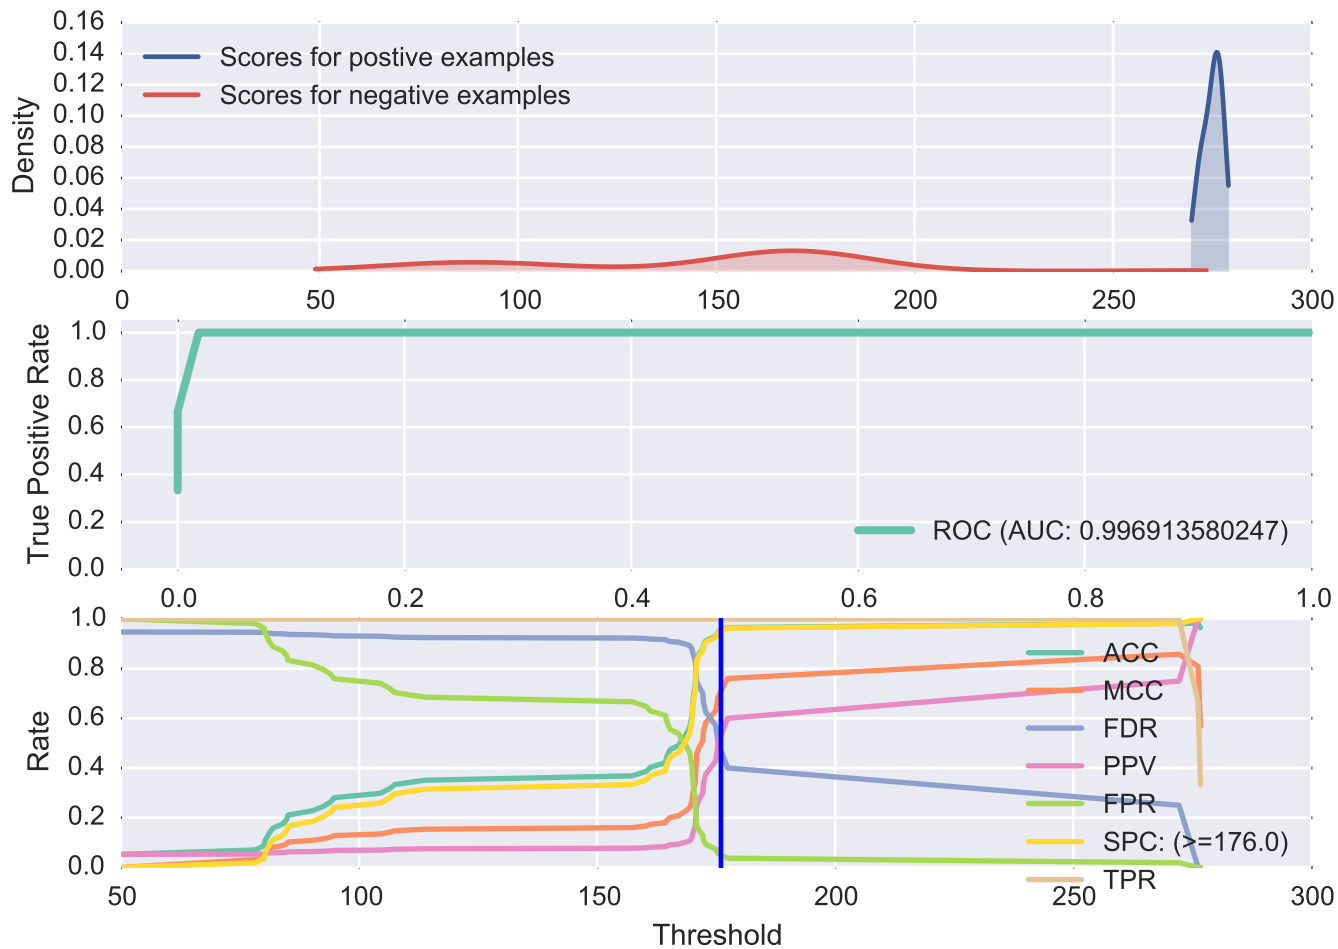 0.16
0.14
0.12
0.10
0.08
0.06
0.04
0.02
0.00
Density
Scores for postive examples
Scores for negative examples
0 50 100 150 200 250 300
1.0
0.8
0.6
0.4
0.2
0.0
True Positive Rate
ROC (AUC: 0.996913580247)
0.0 0.2 0.4 0.6 0.8 1.0
1.0
0.8
0.6
0.4
0.2
0.0
Rate
ACC
MCC
FDR
PPV
FPR
SPC: (>=176.0)
TPR
50 100 150 200 250 300
Threshold